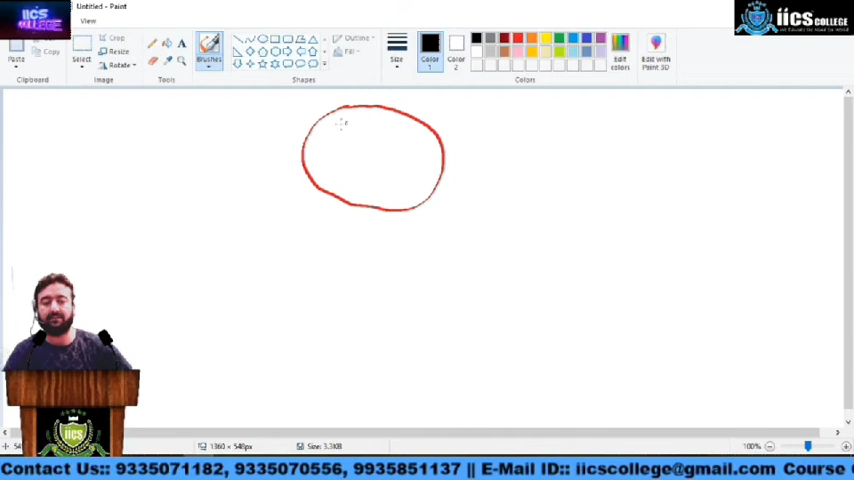 IICS
COLLEGE
Untitled - Paint
View
Paste
Copy
Clipboard
Select
Crop
Resize
Rotate
Image
Tools
Brushes
Shapes
Outline
Fill
Size
Color
1
Color
2
Colors
Edit
colors
Edit with
Paint 3D
iicsCOLLEGE
iics
1360 × 548px
Size: 3.3KB
100%
Contact Us:: 9335071182, 9335070556, 9935851137 || E-Mail ID:: iicscollege@gmail.com Course